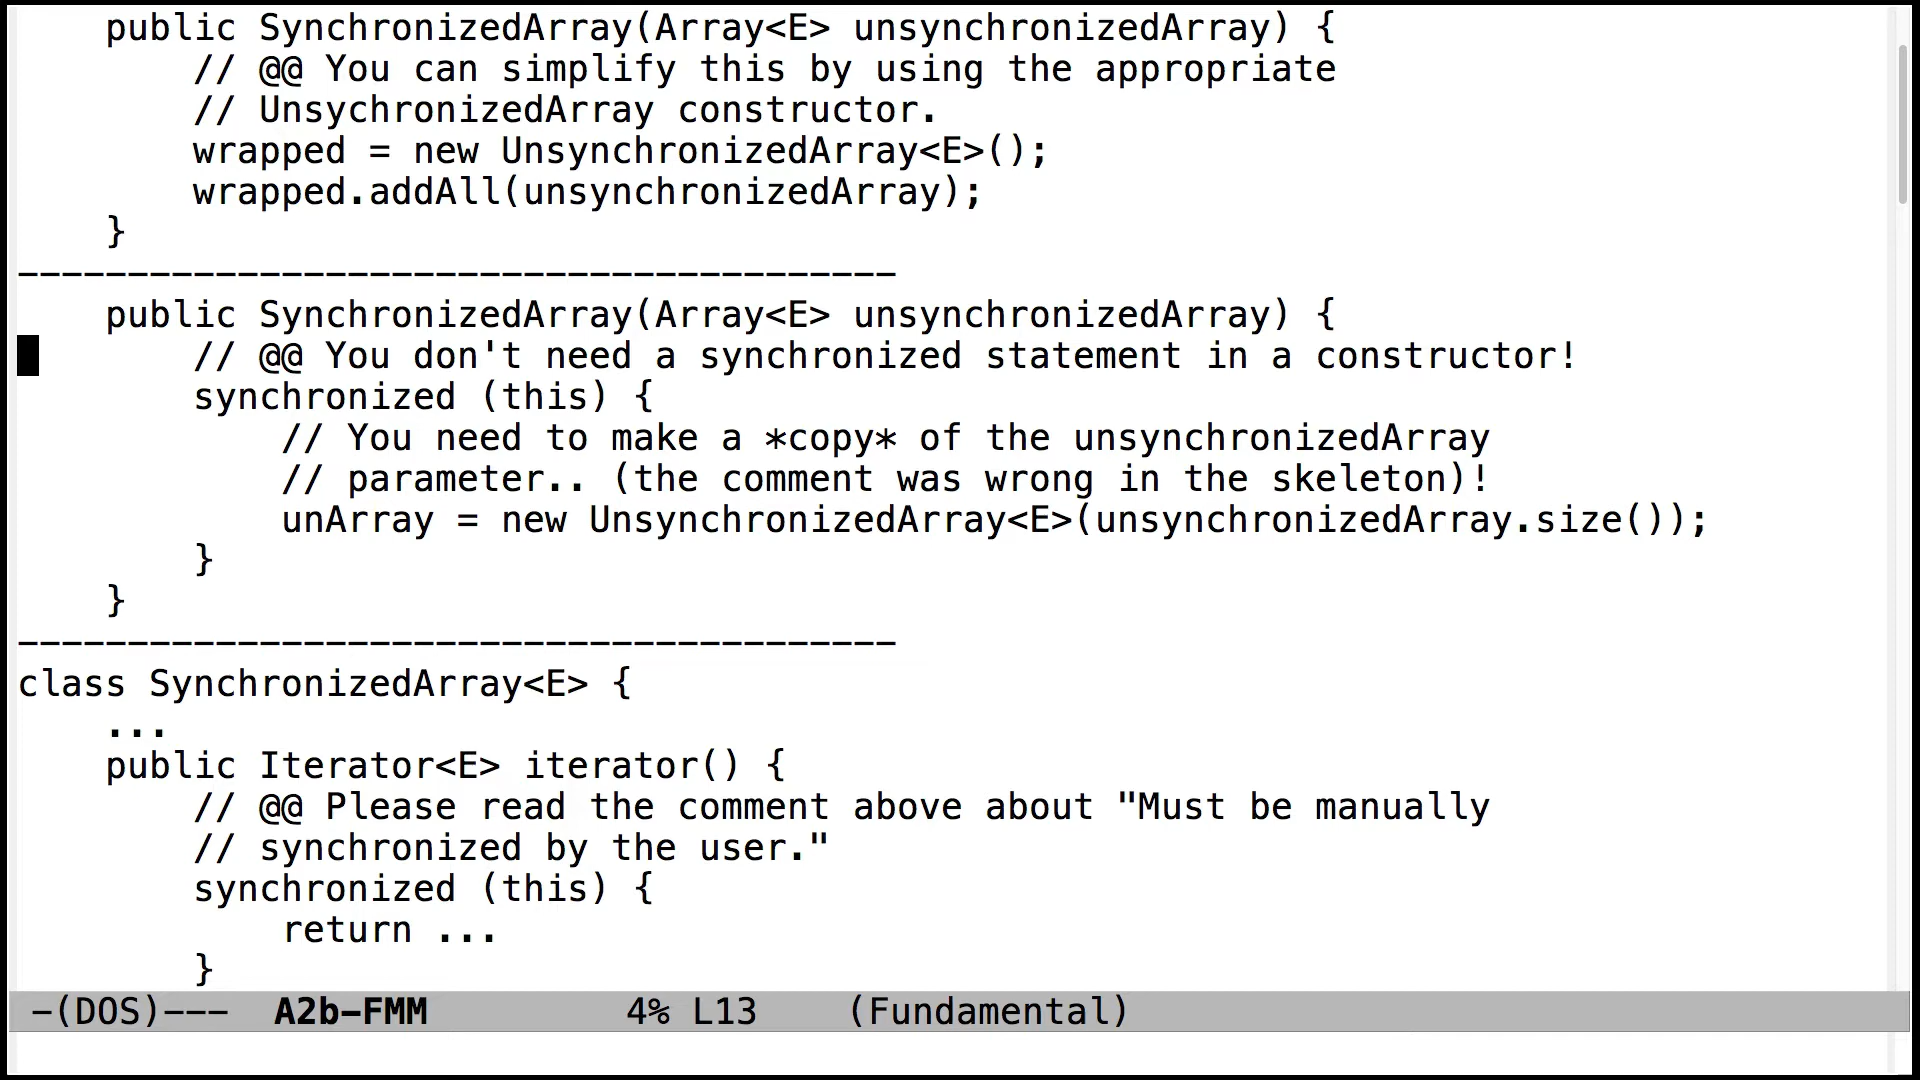 public SynchronizedArray(Array<E> unsynchronizedArray) {
        // @@ You can simplify this by using the appropriate
        // UnsychronizedArray constructor.
        wrapped = new UnsynchronizedArray<E>();
        wrapped.addAll(unsynchronizedArray);
    }
----------------------------------------
    public SynchronizedArray(Array<E> unsynchronizedArray) {
        // @@ You don't need a synchronized statement in a constructor!
        synchronized (this) {
            // You need to make a *copy* of the unsynchronizedArray
            // parameter.. (the comment was wrong in the skeleton)!
            unArray = new UnsynchronizedArray<E>(unsynchronizedArray.size());
        }
    }
----------------------------------------
class SynchronizedArray<E> {
    ...
    public Iterator<E> iterator() {
        // @@ Please read the comment above about "Must be manually
        // synchronized by the user."
        synchronized (this) {
            return ...
        }
-(DOS)---  A2b-FMM         4% L13    (Fundamental)